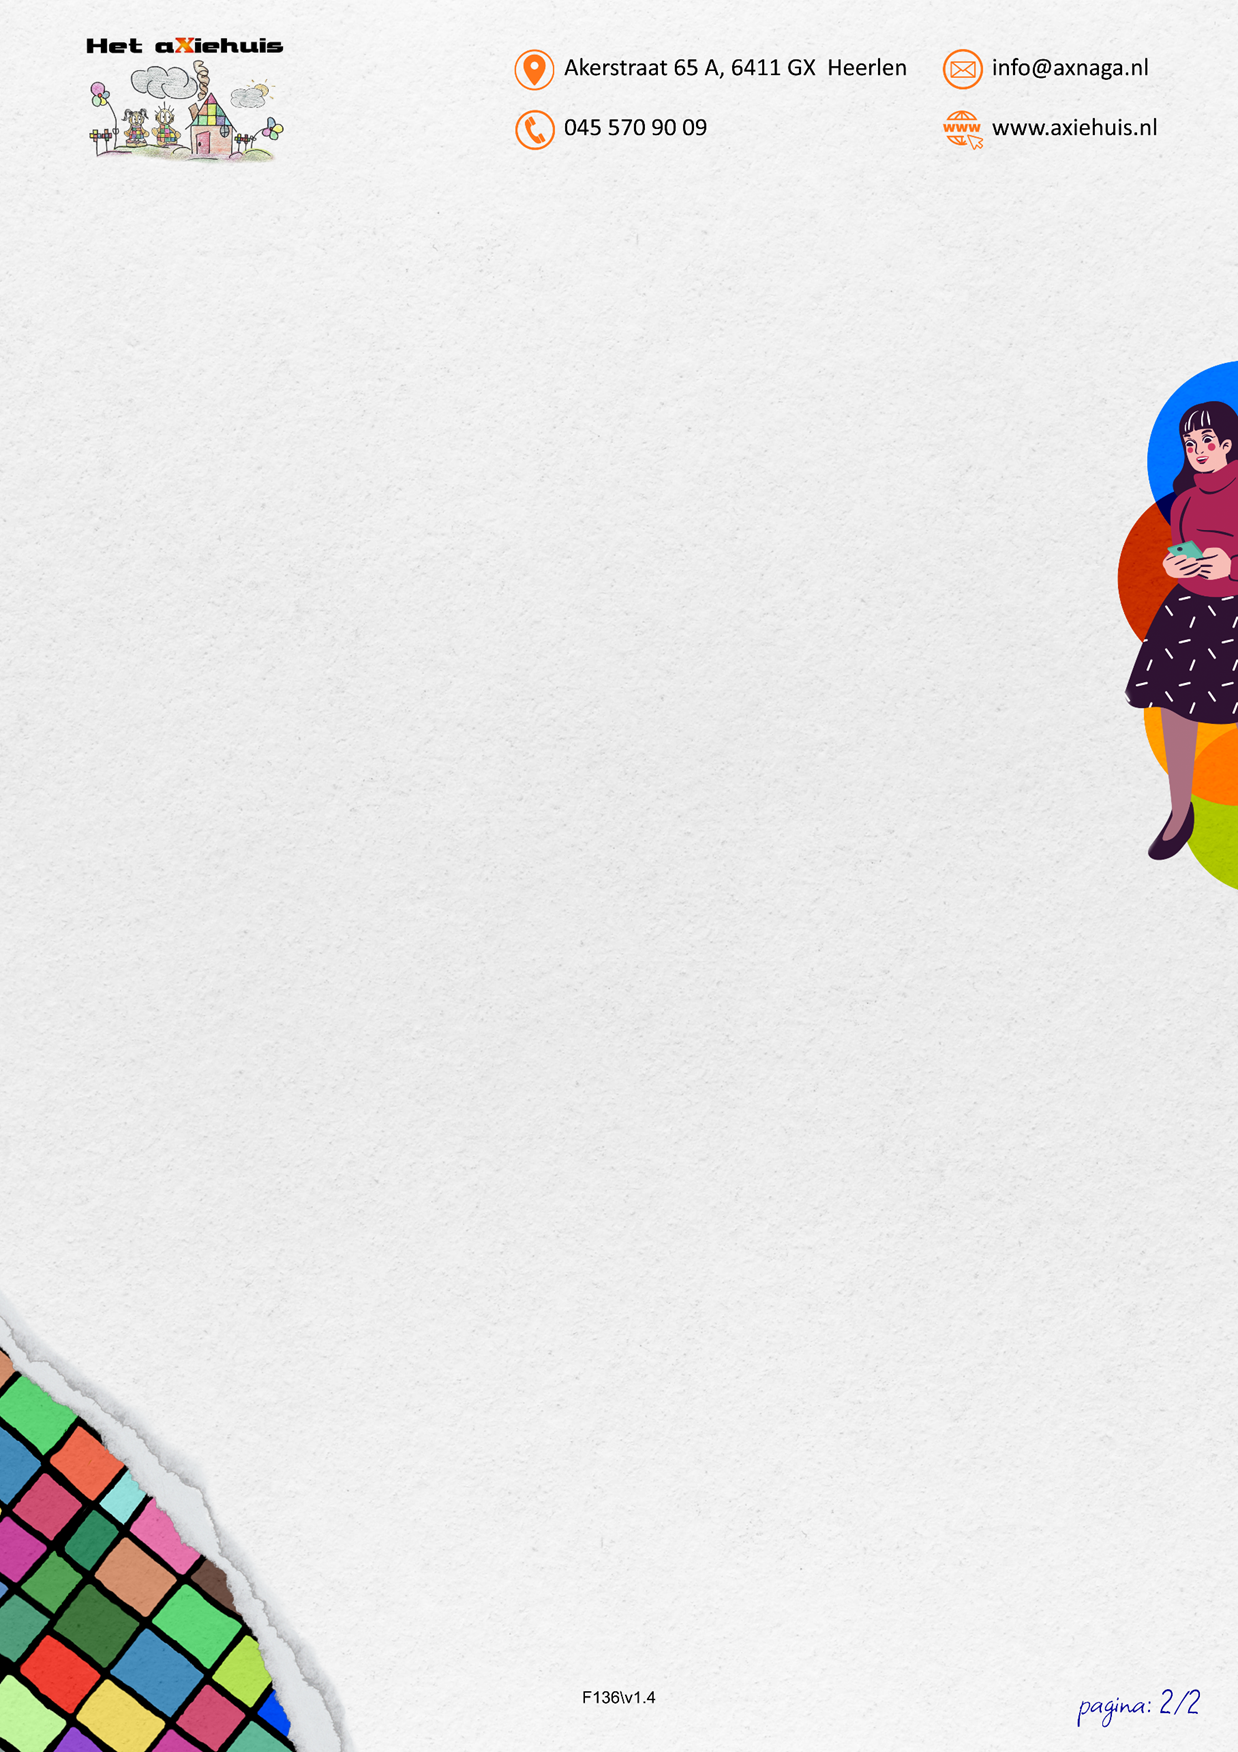 Het aXiehuis
Akerstraat 65 A, 6411 GX Heerlen
info@axnaga.nl
045 570 90 09
www
www.axiehuis.nl
F136\v1.4
pagina: 2/2